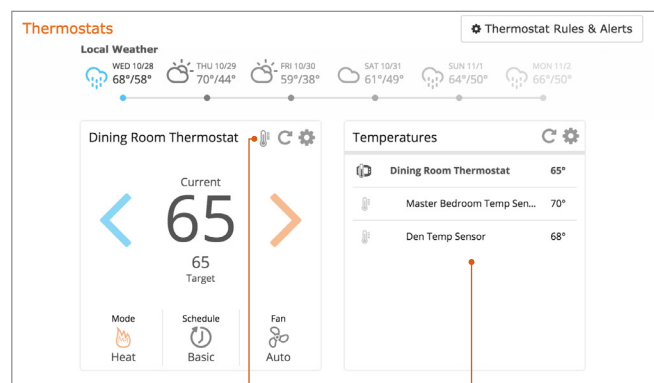 Thermostats
Thermostat Rules & Alerts
Local Weather
WED 10/28
68°/58°
THU 10/29
70°/44°
FRI 10/30
59°/38°
SAT 10/31
61°/49°
SUN 11/1
64°/50°
MON 11/2
66°/50°
Dining Room Thermostat
Current
65
65
Target
Mode
Heat
Schedule
Basic
Fan
Auto
Temperatures
Dining Room Thermostat 65°
Master Bedroom Temp Sen... 70°
Den Temp Sensor 68°